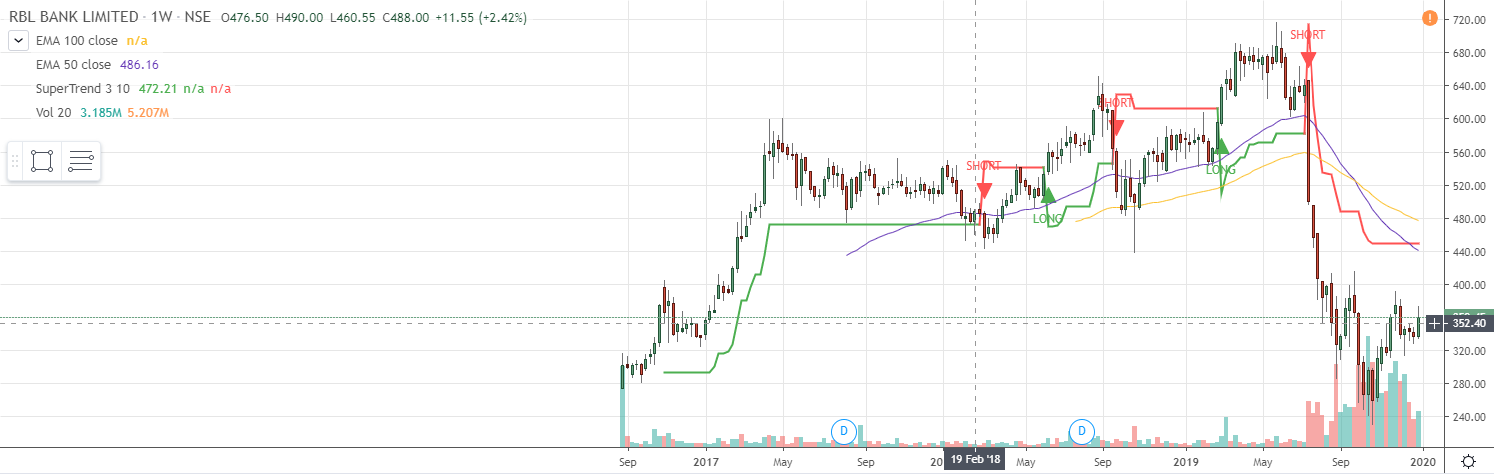 RBL BANK LIMITED · 1W · NSE O476.50 H490.00 L460.55 C488.00 +11.55 (+2.42%)
EMA 100 close n/a
EMA 50 close 486.16
SuperTrend 3 10 472.21 n/a n/a
Vol 20 3.185M 5.207M
SHORT
SHORT
SHORT
LONG
LONG
D
D
720.00
680.00
640.00
600.00
560.00
520.00
480.00
440.00
400.00
352.40
320.00
280.00
240.00
Sep
2017
May
Sep
19 Feb '18
May
Sep
2019
May
Sep
2020